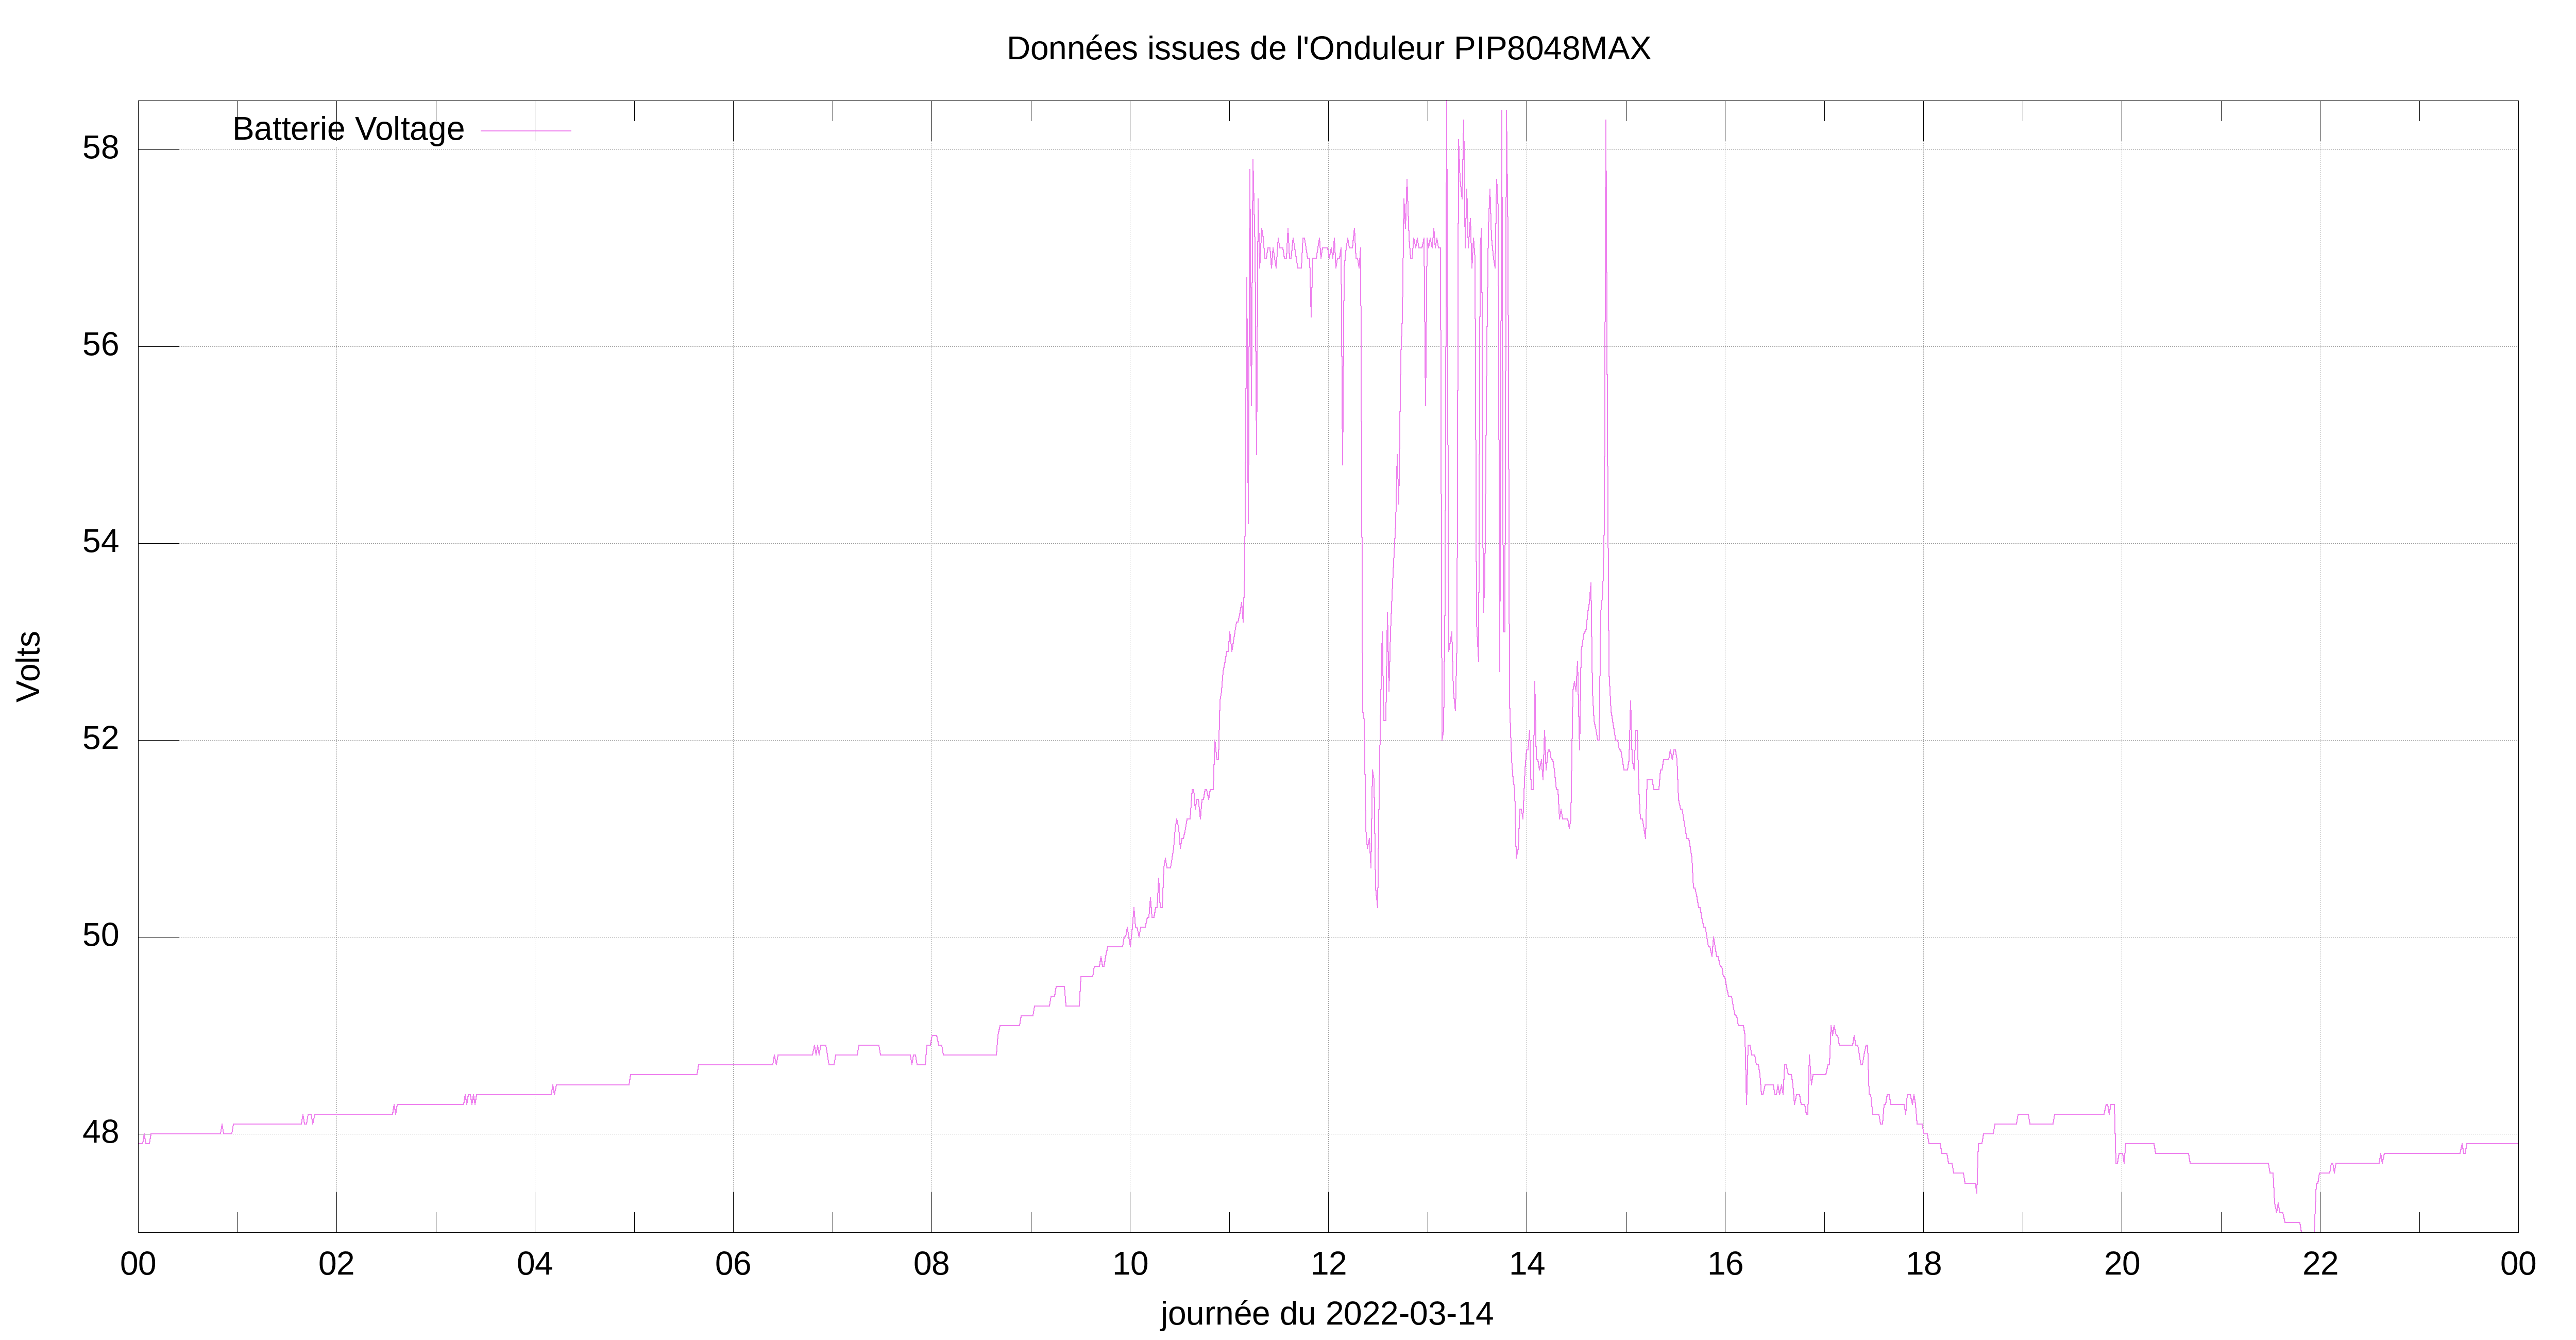 Données issues de l'Onduleur PIP8048MAX
Batterie Voltage
58
56
54
52
50
48
Volts
00 02 04 06 08 10 12 14 16 18 20 22 00
journée du 2022-03-14